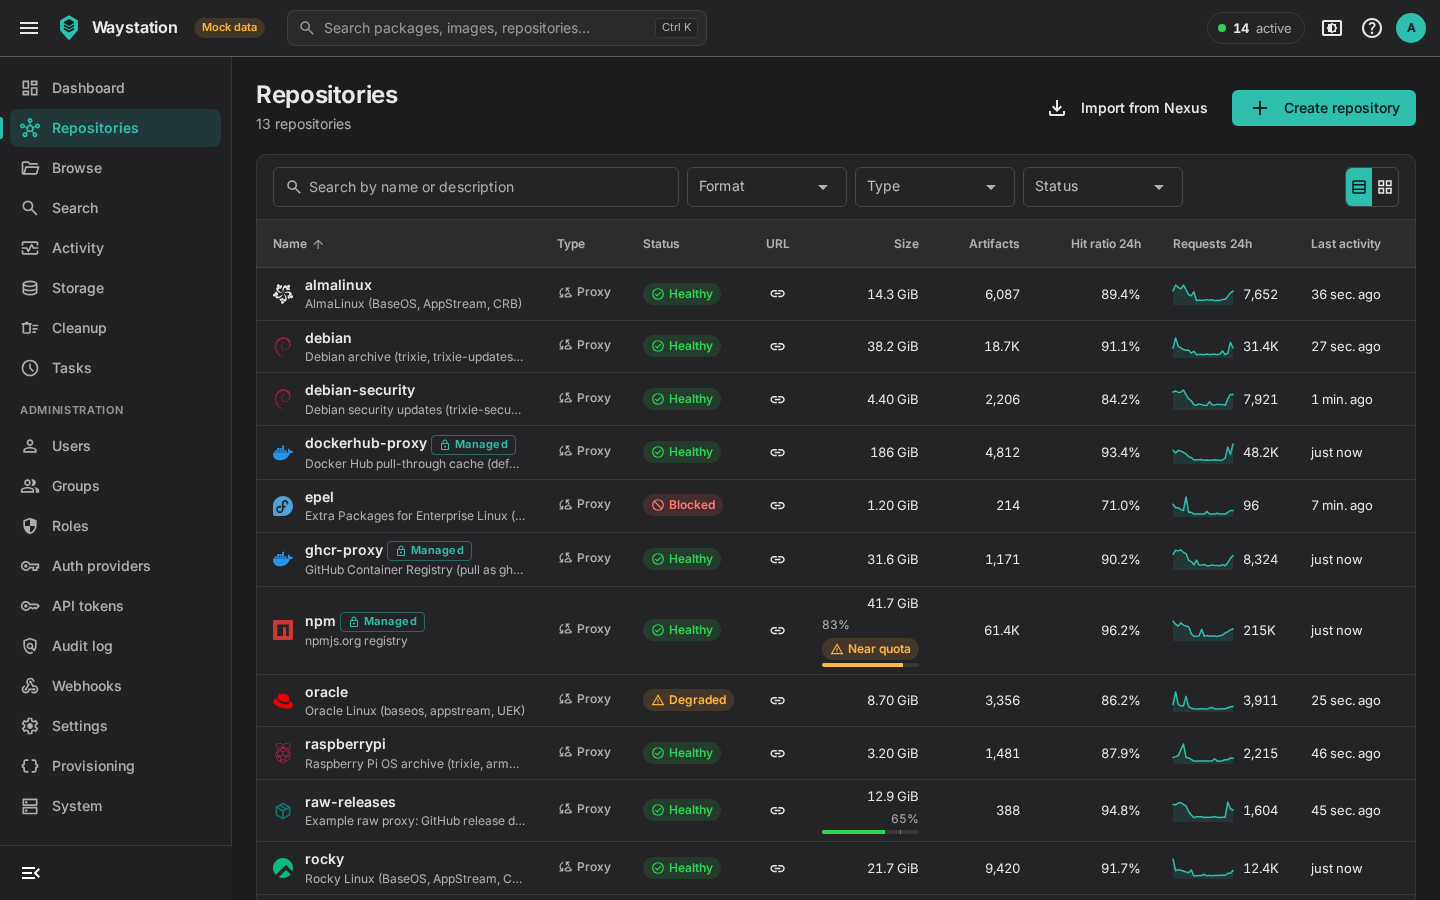 Waystation Mock data Search packages, images, repositories... Ctrl K 14 active A
Dashboard
Repositories
Browse
Search
Activity
Storage
Cleanup
Tasks
ADMINISTRATION
Users
Groups
Roles
Auth providers
API tokens
Audit log
Webhooks
Settings
Provisioning
System
Repositories
13 repositories
Import from Nexus Create repository
Search by name or description Format Type Status
Name Type Status URL Size Artifacts Hit ratio 24h Requests 24h Last activity
almalinux Proxy Healthy 14.3 GiB 6,087 89.4% 7,652 36 sec. ago
AlmaLinux (BaseOS, AppStream, CRB)
debian Proxy Healthy 38.2 GiB 18.7K 91.1% 31.4K 27 sec. ago
Debian archive (trixie, trixie-updates...
debian-security Proxy Healthy 4.40 GiB 2,206 84.2% 7,921 1 min. ago
Debian security updates (trixie-secu...
dockerhub-proxy Managed Proxy Healthy 186 GiB 4,812 93.4% 48.2K just now
Docker Hub pull-through cache (def...
epel Proxy Blocked 1.20 GiB 214 71.0% 96 7 min. ago
Extra Packages for Enterprise Linux (...
ghcr-proxy Managed Proxy Healthy 31.6 GiB 1,171 90.2% 8,324 just now
GitHub Container Registry (pull as gh...
npm Managed Proxy Healthy 41.7 GiB 61.4K 96.2% 215K just now
npmjs.org registry
83%
Near quota
oracle Proxy Degraded 8.70 GiB 3,356 86.2% 3,911 25 sec. ago
Oracle Linux (baseos, appstream, UEK)
raspberrypi Proxy Healthy 3.20 GiB 1,481 87.9% 2,215 46 sec. ago
Raspberry Pi OS archive (trixie, arm...
raw-releases Proxy Healthy 12.9 GiB 388 94.8% 1,604 45 sec. ago
Example raw proxy: GitHub release d...
65%
rocky Proxy Healthy 21.7 GiB 9,420 91.7% 12.4K just now
Rocky Linux (BaseOS, AppStream, C...